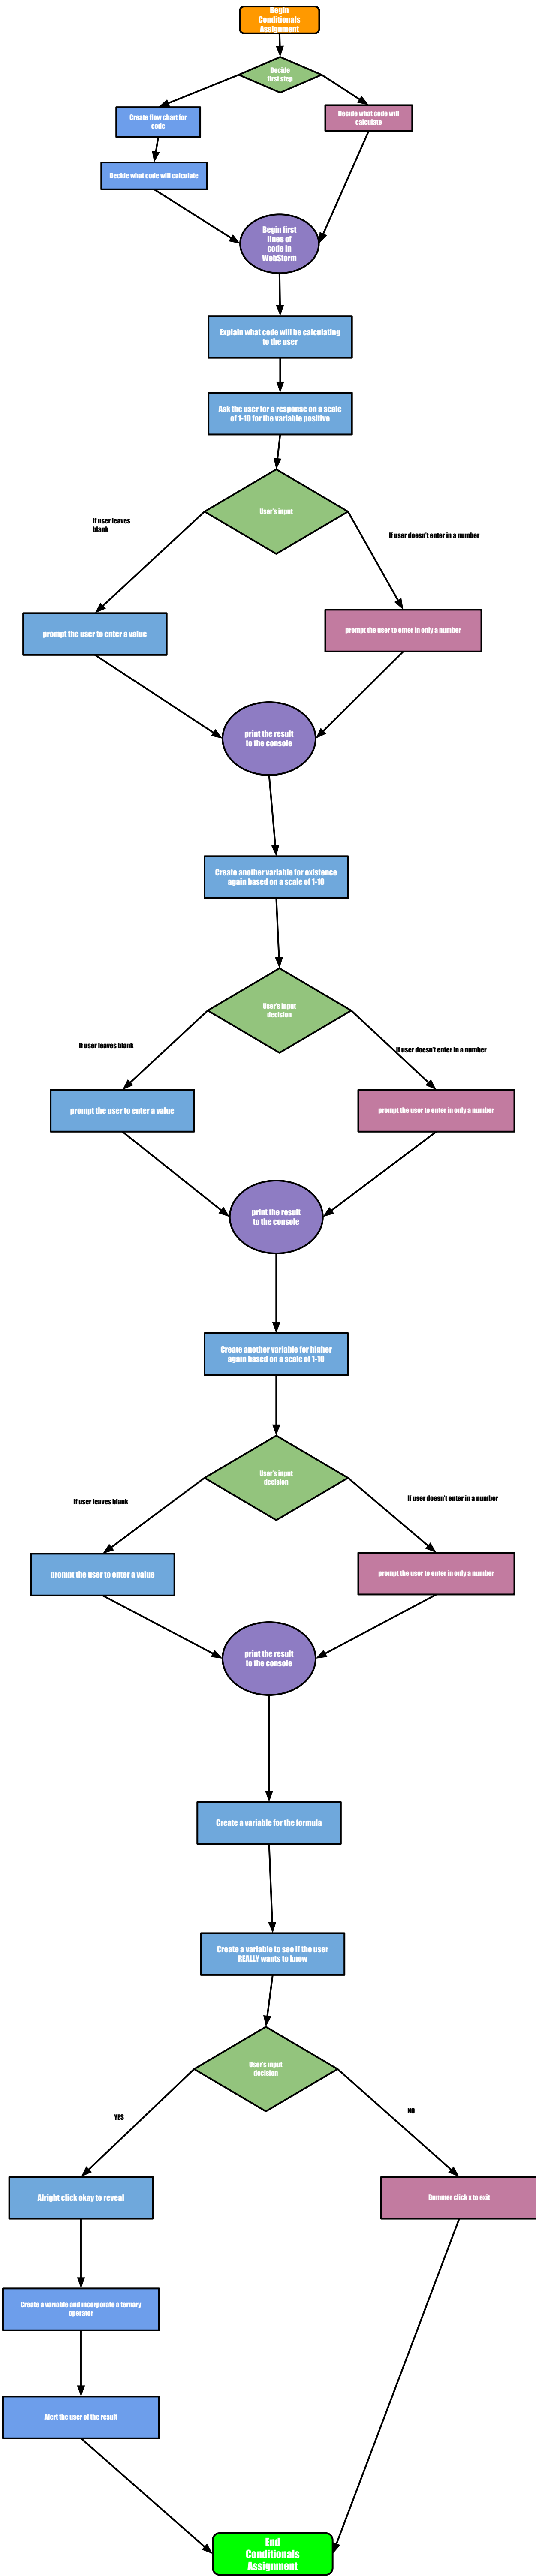 Begin
Conditionals
Assignment
Decide
first step
Create flow chart for
code
Decide what code will
calculate
Decide what code will calculate
Begin first
lines of
code in
WebStorm
Explain what code will be calculating
to the user
Ask the user for a response on a scale
of 1-10 for the variable positive
User's input
If user leaves
blank
If user doesn't enter in a number
prompt the user to enter a value
prompt the user to enter in only a number
print the result
to the console
Create another variable for existence
again based on a scale of 1-10
User's input
decision
If user leaves blank
If user doesn't enter in a number
prompt the user to enter a value
prompt the user to enter in only a number
print the result
to the console
Create another variable for higher
again based on a scale of 1-10
User's input
decision
If user leaves blank
If user doesn't enter in a number
prompt the user to enter a value
prompt the user to enter in only a number
print the result
to the console
Create a variable for the formula
Create a variable to see if the user
REALLY wants to know
User's input
decision
YES
NO
Alright click okay to reveal
Bummer click x to exit
Create a variable and incorporate a ternary
operator
Alert the user of the result
End
Conditionals
Assignment